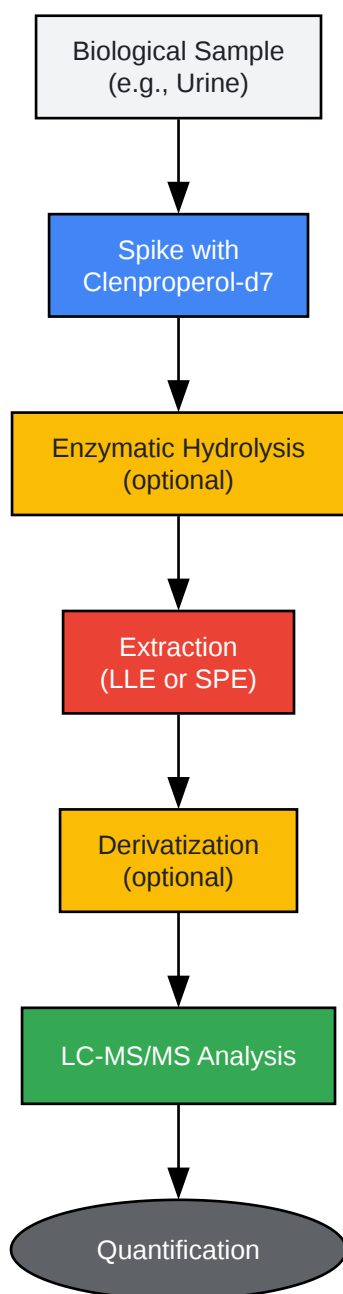 Biological Sample
(e.g., Urine)
Spike with
Clenproperol-d7
Enzymatic Hydrolysis
(optional)
Extraction
(LLE or SPE)
Derivatization
(optional)
LC-MS/MS Analysis
Quantification